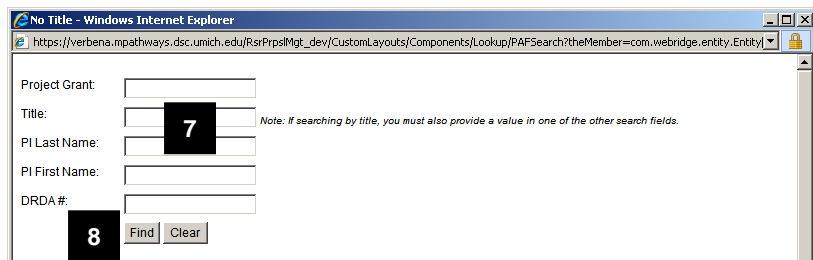 No Title - Windows Internet Explorer
https://verbena.mpathways.dsc.umich.edu/RsrPrpslMgt_dev/CustomLayouts/Components/Lookup/PAFSearch?theMember=com.webridge.entity.Entity
Project Grant:
Title:
7
Note: If searching by title, you must also provide a value in one of the other search fields.
PI Last Name:
PI First Name:
DRDA #:
8
Find Clear